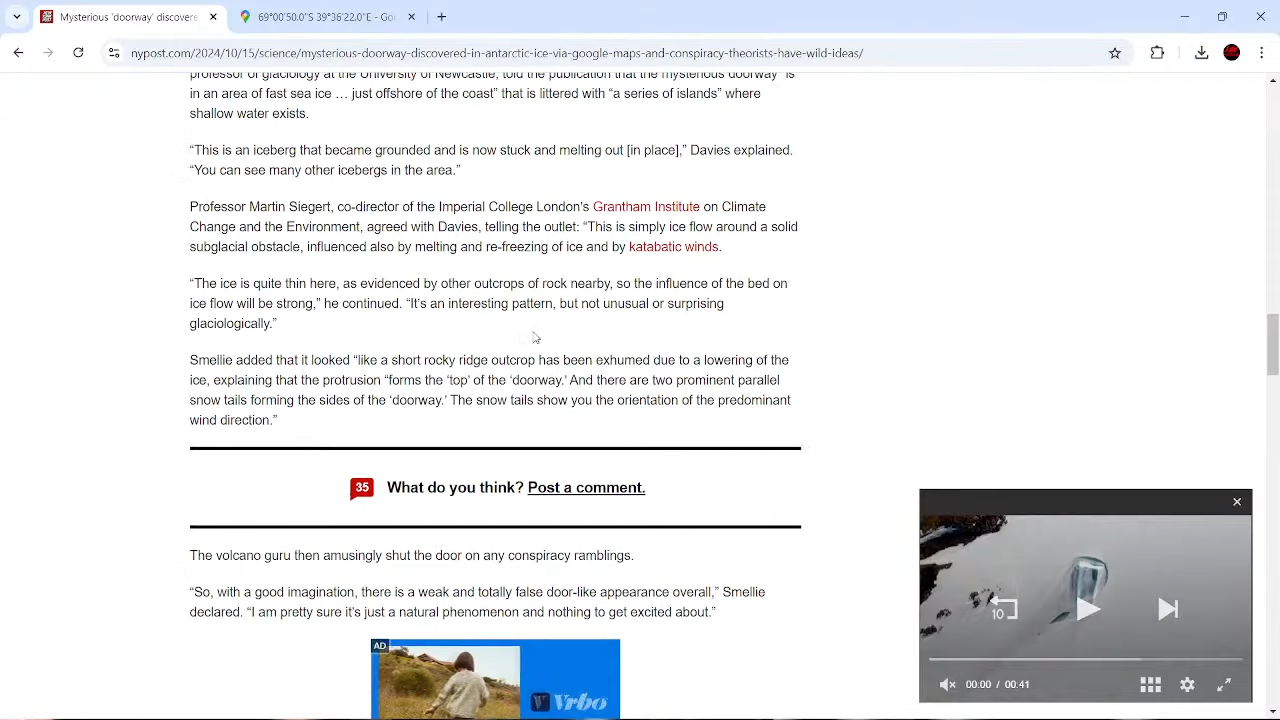 Mysterious 'doorway' discovere
69°00'50.0"S 39°36'22.0"E - Go
nypost.com/2024/10/15/science/mysterious-doorway-discovered-in-antarctic-ice-via-google-maps-and-conspiracy-theorists-have-wild-ideas/
professor of glaciology at the University of Newcastle, told the publication that the mysterious doorway “is
in an area of fast sea ice … just offshore of the coast” that is littered with “a series of islands” where
shallow water exists.
“This is an iceberg that became grounded and is now stuck and melting out [in place],” Davies explained.
“You can see many other icebergs in the area.”
Professor Martin Siegert, co-director of the Imperial College London’s Grantham Institute on Climate
Change and the Environment, agreed with Davies, telling the outlet: “This is simply ice flow around a solid
subglacial obstacle, influenced also by melting and re-freezing of ice and by katabatic winds.
“The ice is quite thin here, as evidenced by other outcrops of rock nearby, so the influence of the bed on
ice flow will be strong,” he continued. “It’s an interesting pattern, but not unusual or surprising
glaciologically.”
Smellie added that it looked “like a short rocky ridge outcrop has been exhumed due to a lowering of the
ice, explaining that the protrusion “forms the ‘top’ of the ‘doorway.’ And there are two prominent parallel
snow tails forming the sides of the ‘doorway.’ The snow tails show you the orientation of the predominant
wind direction.”
35 What do you think? Post a comment.
The volcano guru then amusingly shut the door on any conspiracy ramblings.
“So, with a good imagination, there is a weak and totally false door-like appearance overall,” Smellie
declared. “I am pretty sure it's just a natural phenomenon and nothing to get excited about.”
AD
Vrbo
10
00:00 / 00:41